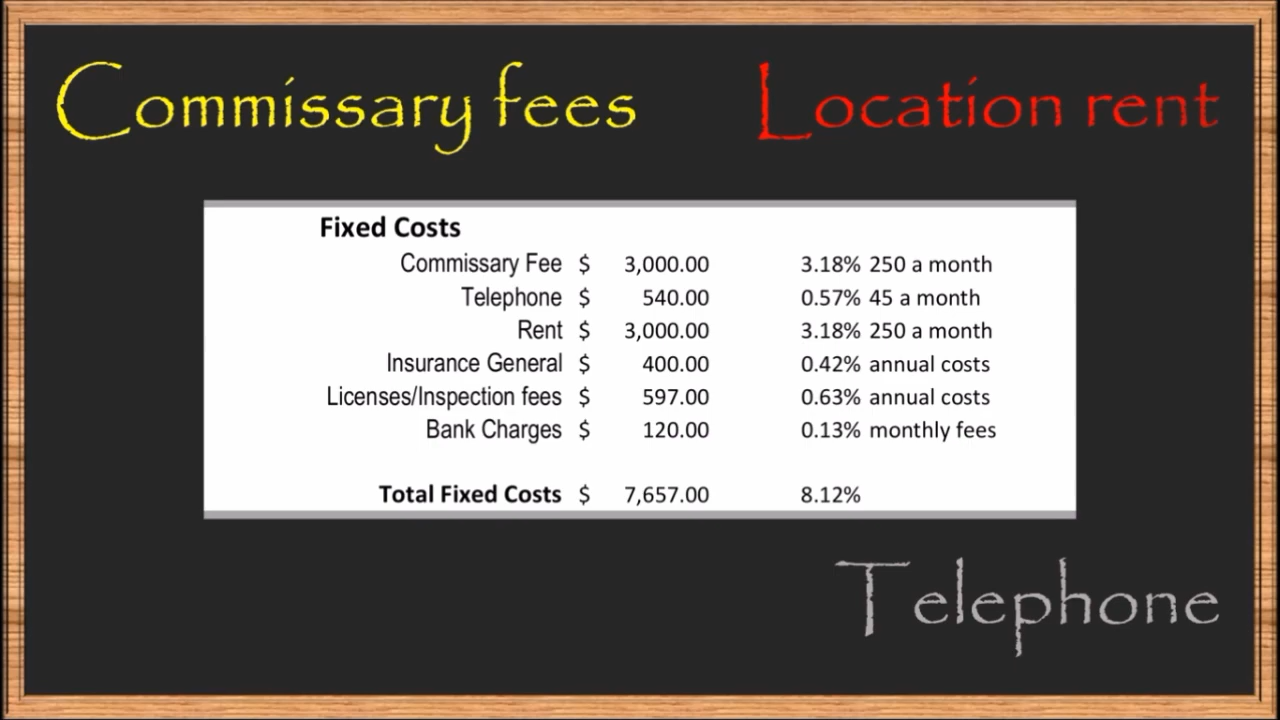 Commissary fees
Location rent
Fixed Costs
Commissary Fee $ 3,000.00 3.18% 250 a month
Telephone $ 540.00 0.57% 45 a month
Rent $ 3,000.00 3.18% 250 a month
Insurance General $ 400.00 0.42% annual costs
Licenses/Inspection fees $ 597.00 0.63% annual costs
Bank Charges $ 120.00 0.13% monthly fees
Total Fixed Costs $ 7,657.00 8.12%
Telephone